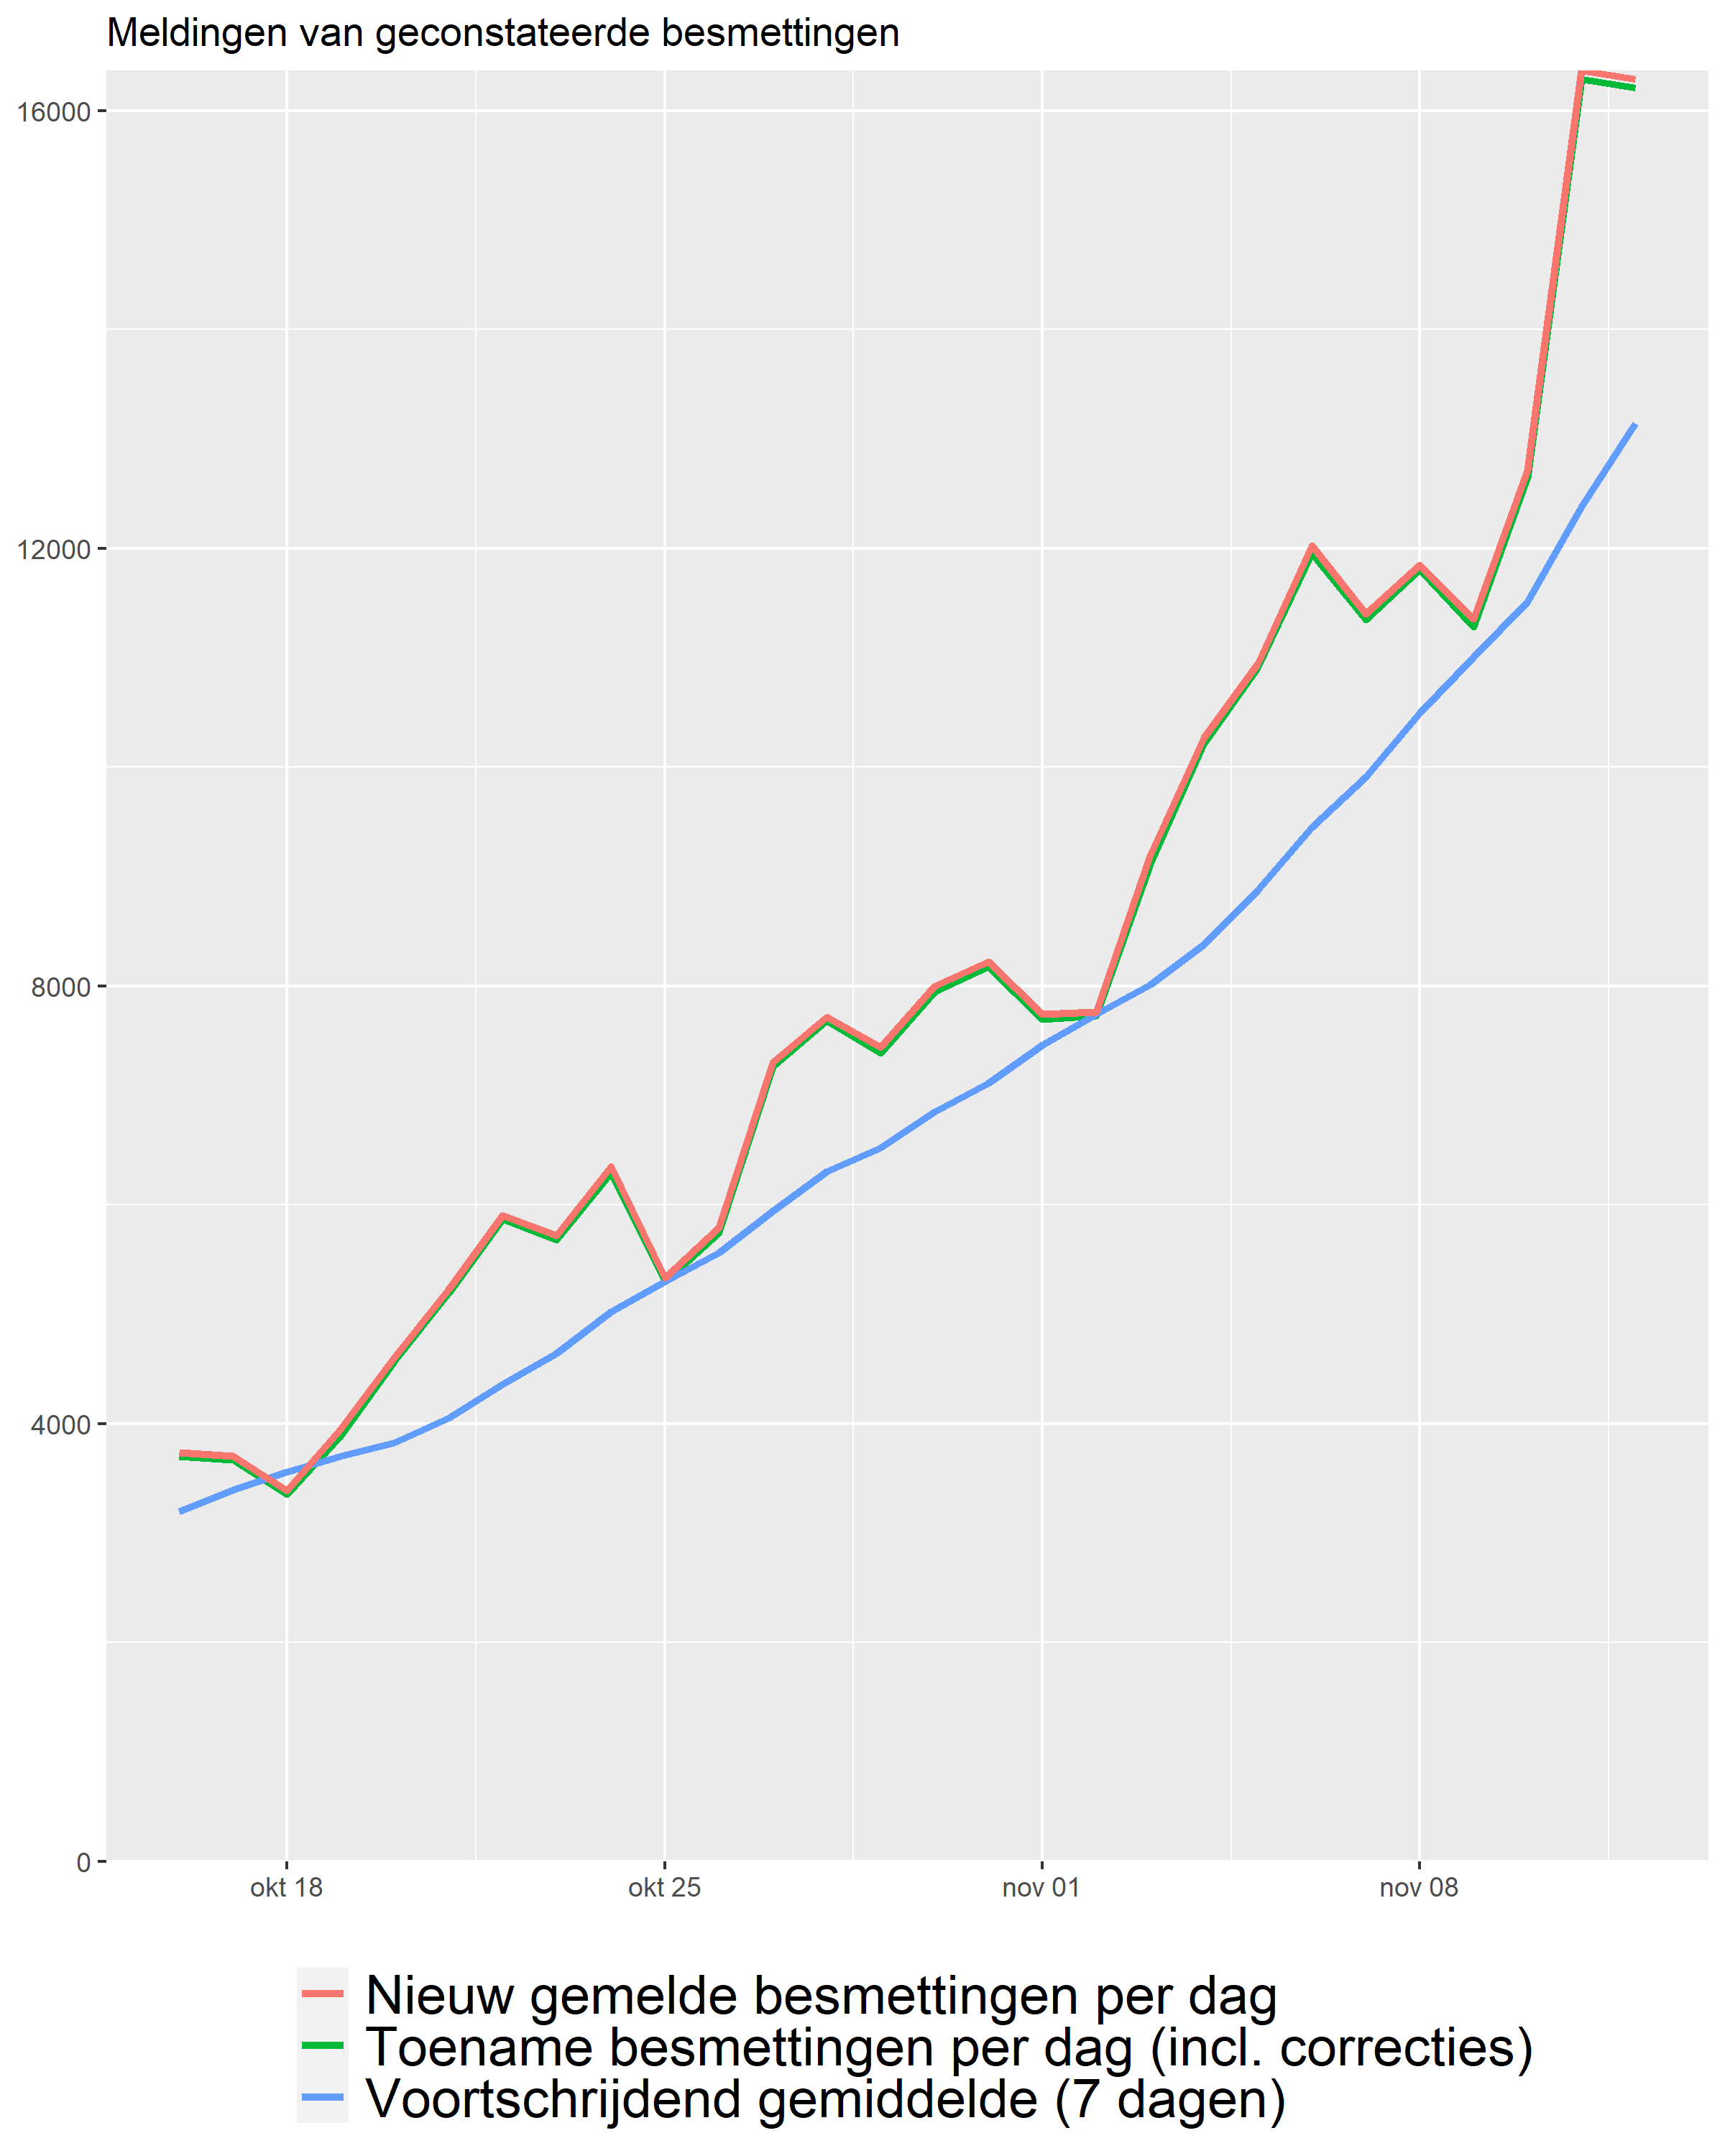 Meldingen van geconstateerde besmettingen
16000
12000
8000
4000
0
okt 18 okt 25 nov 01 nov 08
Nieuw gemelde besmettingen per dag
Toename besmettingen per dag (incl. correcties)
Voortschrijdend gemiddelde (7 dagen)